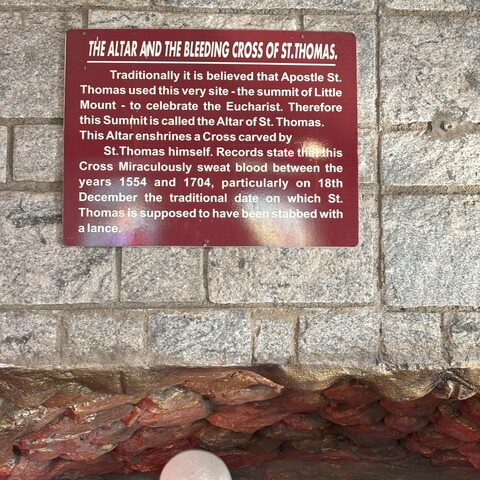 THE ALTAR AND THE BLEEDING CROSS OF ST.THOMAS.
Traditionally it is believed that Apostle St.
Thomas used this very site - the summit of Little
Mount - to celebrate the Eucharist. Therefore
this Summit is called the Altar of St. Thomas.
This Altar enshrines a Cross carved by
St.Thomas himself. Records state that this
Cross Miraculously sweat blood between the
years 1554 and 1704, particularly on 18th
December the traditional date on which St.
Thomas is supposed to have been stabbed with
a lance.